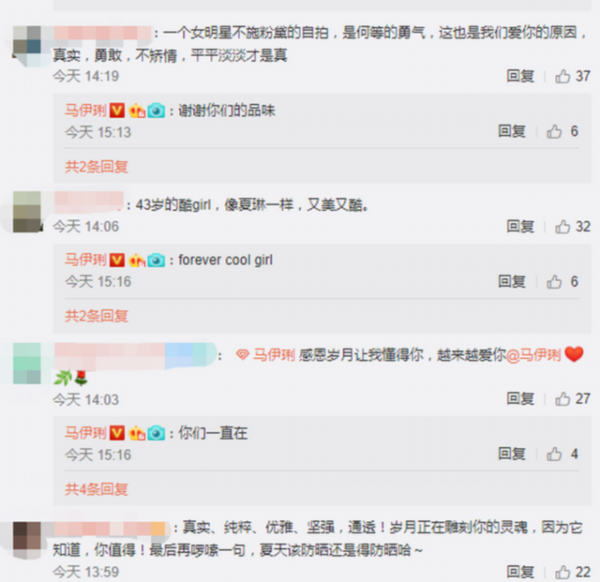 ：一个女明星不施粉黛的自拍，是何等的勇气，这也是我们爱你的原因，
真实，勇敢，不矫情，平平淡淡才是真
今天 14:19 回复 37
马伊琍：谢谢你们的品味
今天 15:13 回复 6
共2条回复
：43岁的酷girl，像夏琳一样，又美又酷。
今天 14:06 回复 32
马伊琍：forever cool girl
今天 15:16 回复 6
共2条回复
： 马伊琍 感恩岁月让我懂得你，越来越爱你@马伊琍
今天 14:03 回复 27
马伊琍：你们一直在
今天 15:16 回复 4
共4条回复
：真实、纯粹、优雅、坚强，通透！岁月正在雕刻你的灵魂，因为它
知道，你值得！最后再啰嗦一句，夏天该防晒还是得防晒哈～
今天 13:59 回复 22